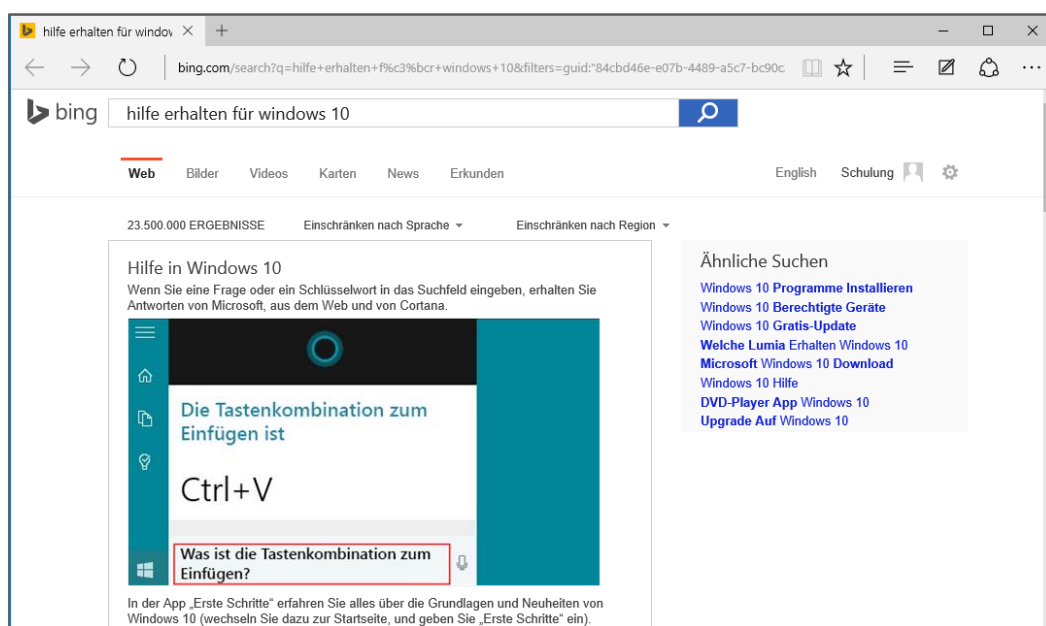 hilfe erhalten für windov
bing.com/search?q=hilfe+erhalten+f%c3%bcr+windows+10&filters=guid:"84cbd46e-e07b-4489-a5c7-bc90c
bing hilfe erhalten für windows 10
Web Bilder Videos Karten News Erkunden English Schulung
23.500.000 ERGEBNISSE Einschränken nach Sprache Einschränken nach Region
Hilfe in Windows 10
Wenn Sie eine Frage oder ein Schlüsselwort in das Suchfeld eingeben, erhalten Sie
Antworten von Microsoft, aus dem Web und von Cortana.
Die Tastenkombination zum
Einfügen ist
Ctrl+V
Was ist die Tastenkombination zum
Einfügen?
In der App „Erste Schritte“ erfahren Sie alles über die Grundlagen und Neuheiten von
Windows 10 (wechseln Sie dazu zur Startseite, und geben Sie „Erste Schritte“ ein).
Ähnliche Suchen
Windows 10 Programme Installieren
Windows 10 Berechtigte Geräte
Windows 10 Gratis-Update
Welche Lumia Erhalten Windows 10
Microsoft Windows 10 Download
Windows 10 Hilfe
DVD-Player App Windows 10
Upgrade Auf Windows 10